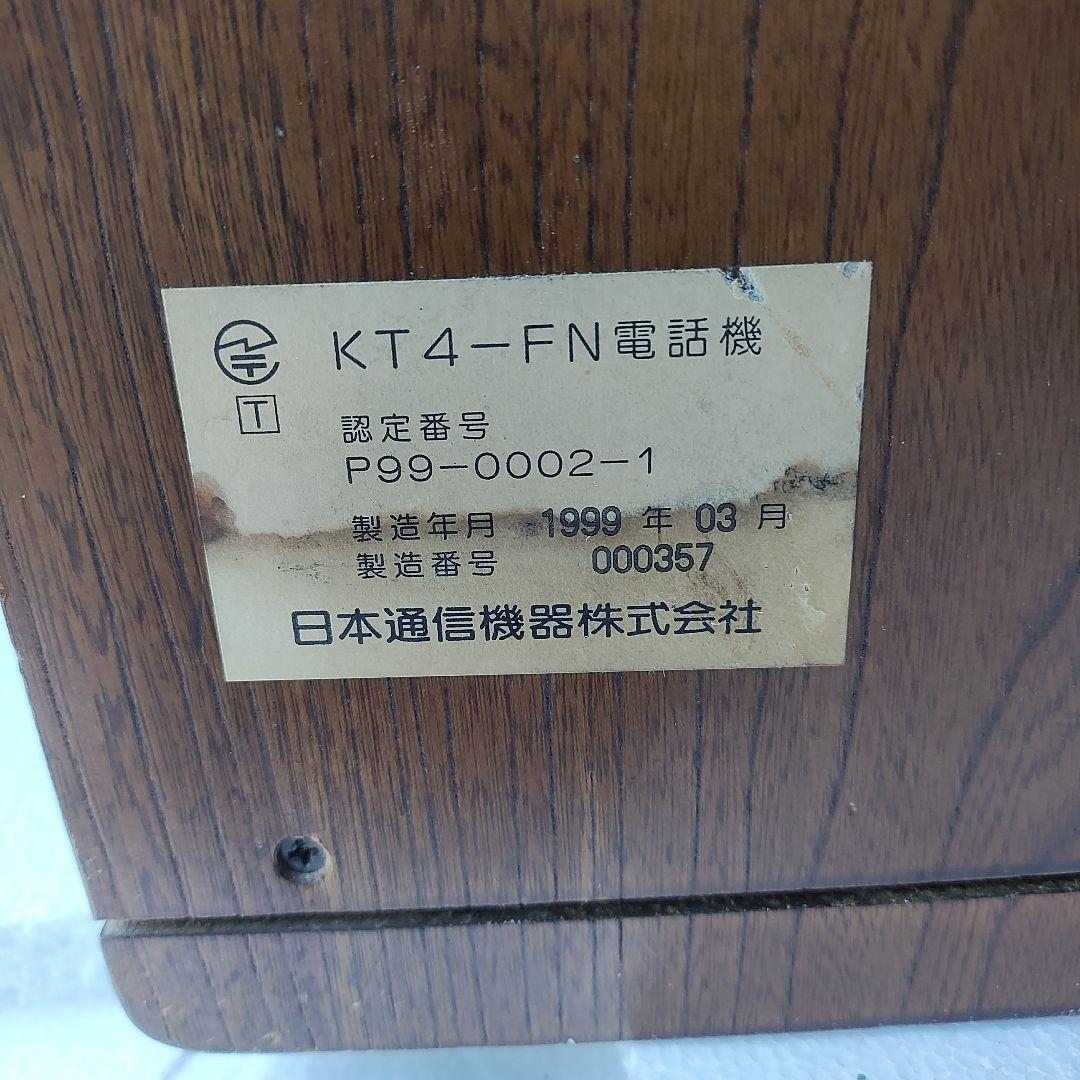 KT4-FN電話機
T
認定番号
P99-0002-1
製造年月 1999 年 03 月
製造番号 000357
日本通信機器株式会社